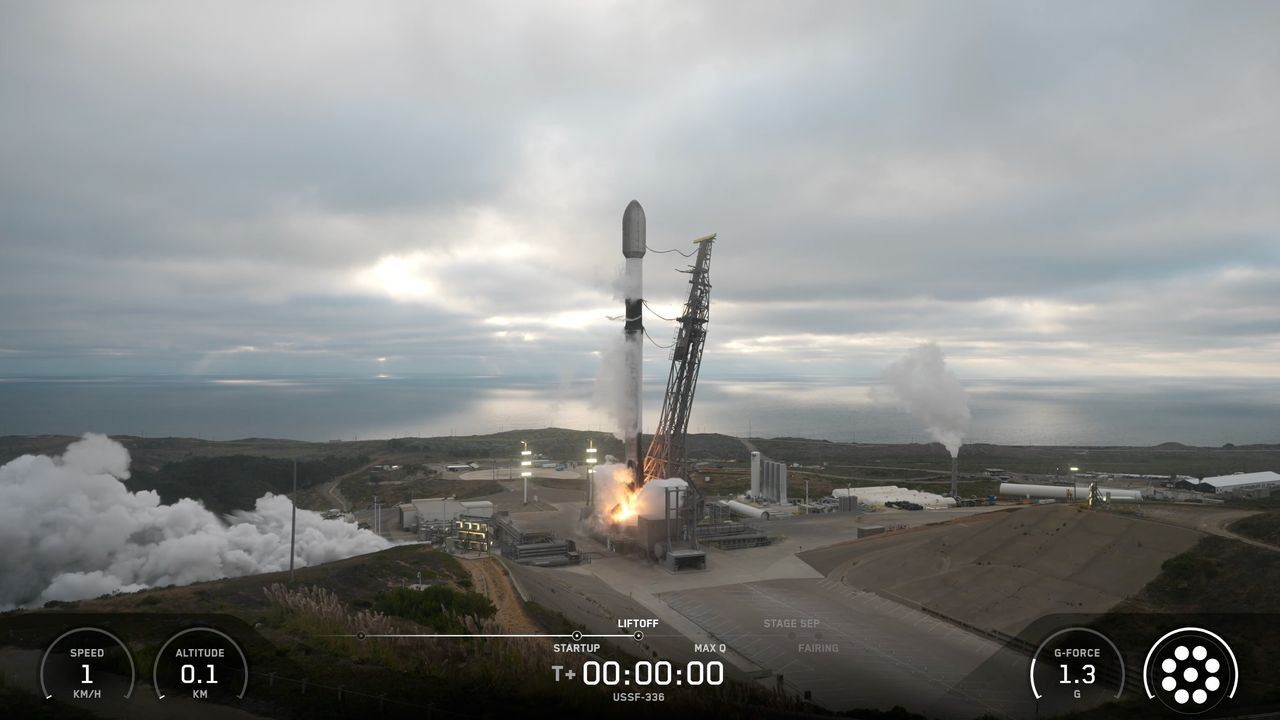 SPEED
1
KM/H
ALTITUDE
0.1
KM
LIFTOFF
STAGE SEP
STARTUP
MAX Q
FAIRING
T+ 00:00:00
USSF-336
G-FORCE
1.3
G